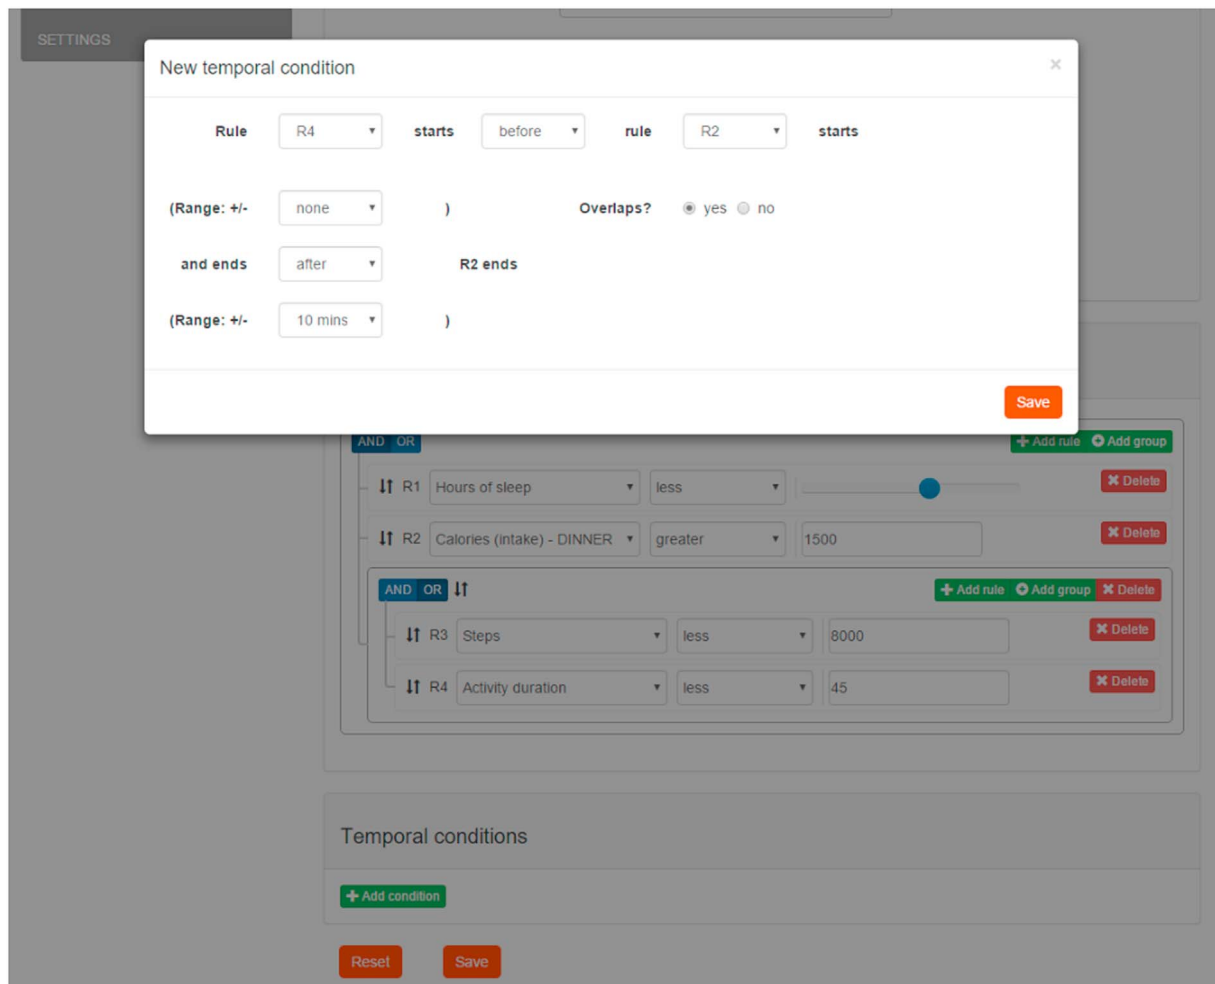 SETTINGS
New temporal condition ×
Rule R4 starts before rule R2 starts
(Range: +/- none ) Overlaps? yes no
and ends after R2 ends
(Range: +/- 10 mins )
Save
AND OR Add rule Add group
R1 Hours of sleep less Delete
R2 Calories (intake) - DINNER greater 1500 Delete
AND OR Add rule Add group Delete
R3 Steps less 8000 Delete
R4 Activity duration less 45 Delete
Temporal conditions
Add condition
Reset Save